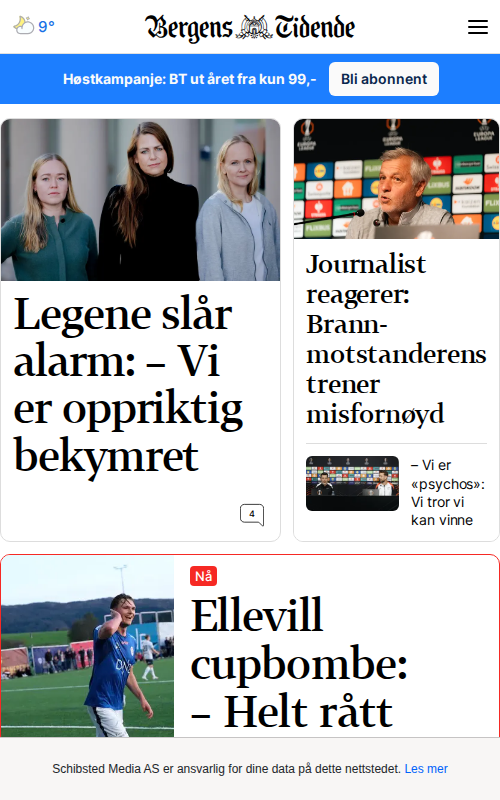 9°
Bergens Tidende
Høstkampanje: BT ut året fra kun 99,-
Bli abonnent
Legene slår
alarm: – Vi
er oppriktig
bekymret
4
Journalist
reagerer:
Brann-
motstanderens
trener
misfornøyd
– Vi er
«psychos»:
Vi tror vi
kan vinne
Nå
Ellevill
cupbombe:
– Helt rått
Schibsted Media AS er ansvarlig for dine data på dette nettstedet. Les mer